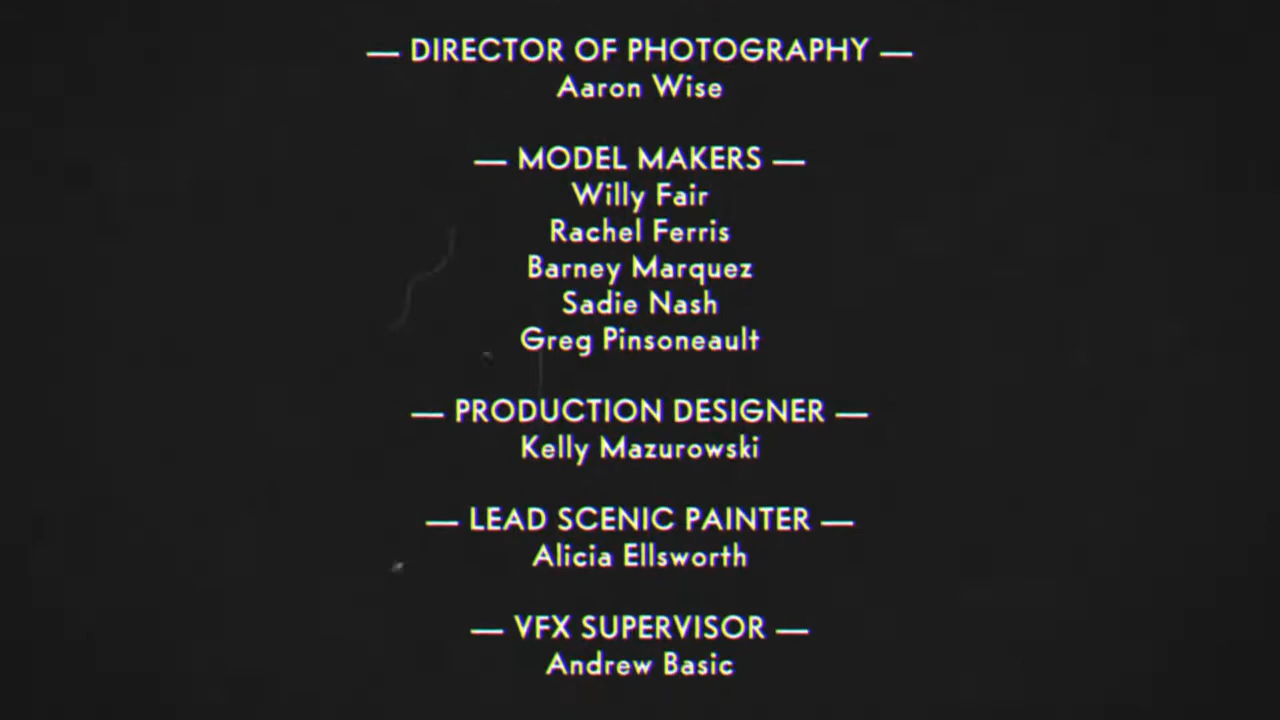 — DIRECTOR OF PHOTOGRAPHY —
Aaron Wise
— MODEL MAKERS —
Willy Fair
Rachel Ferris
Barney Marquez
Sadie Nash
Greg Pinsoneault
— PRODUCTION DESIGNER —
Kelly Mazurowski
— LEAD SCENIC PAINTER —
Alicia Ellsworth
— VFX SUPERVISOR —
Andrew Basic